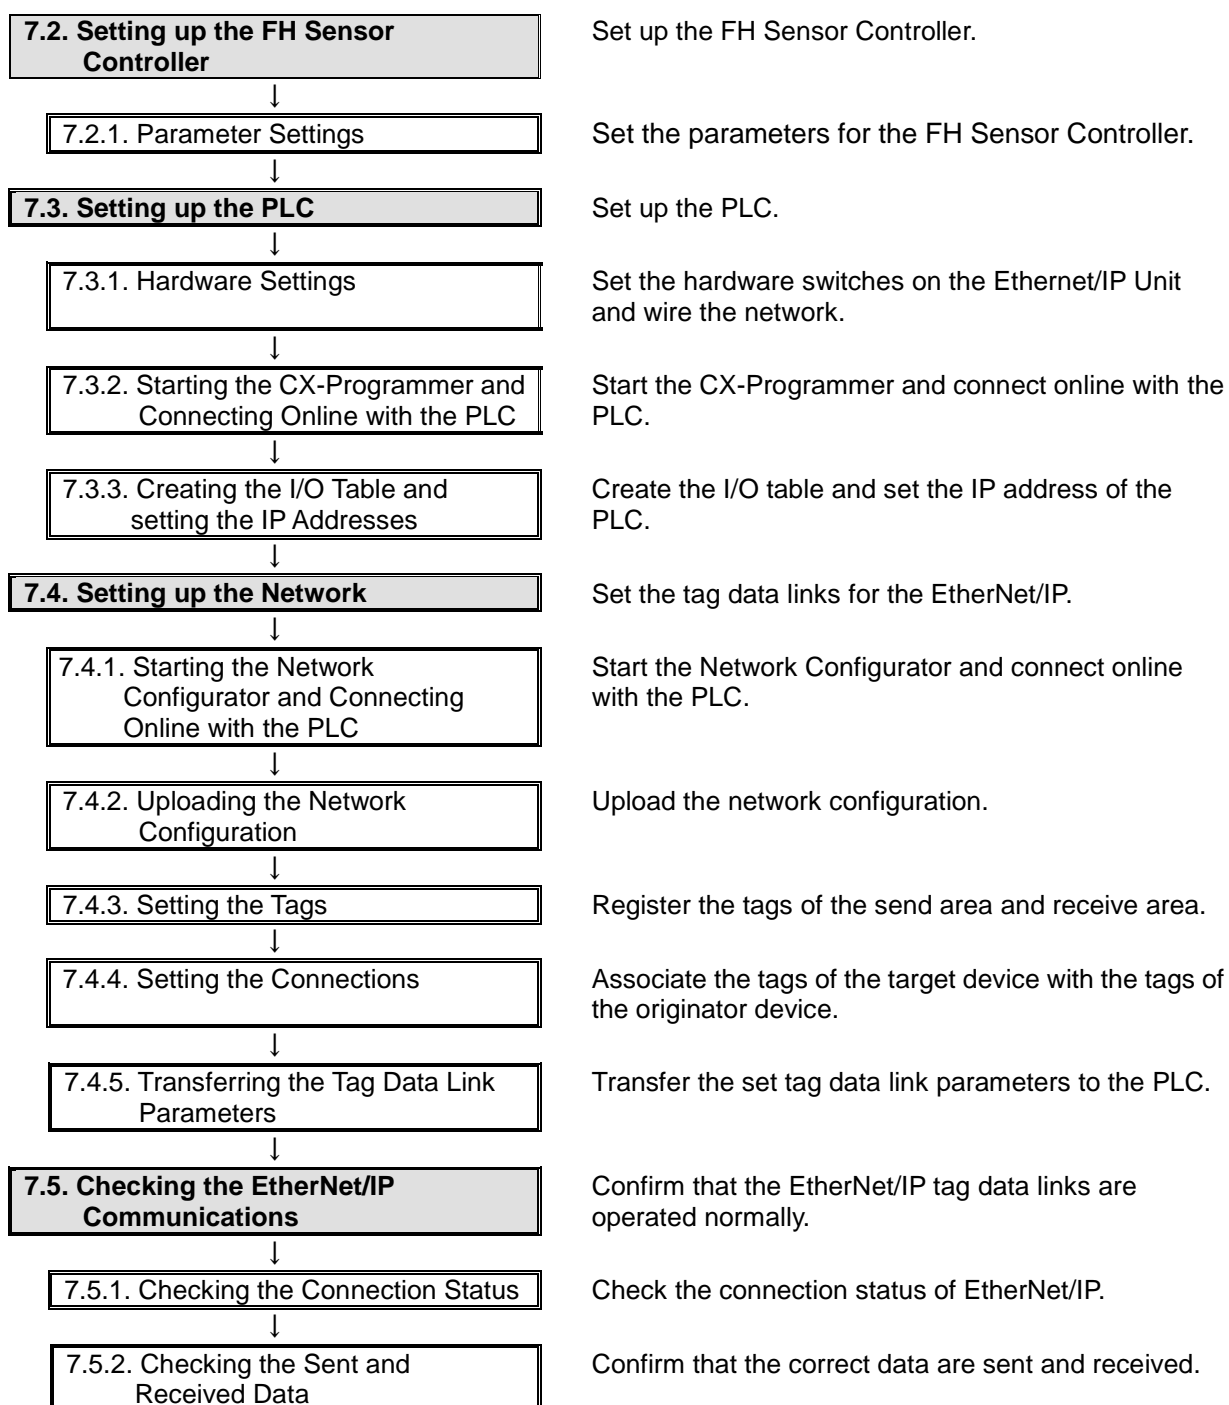 7.2. Setting up the FH Sensor
Controller
Set up the FH Sensor Controller.
↓
7.2.1. Parameter Settings
Set the parameters for the FH Sensor Controller.
↓
7.3. Setting up the PLC
Set up the PLC.
↓
7.3.1. Hardware Settings
Set the hardware switches on the Ethernet/IP Unit
and wire the network.
↓
7.3.2. Starting the CX-Programmer and
Connecting Online with the PLC
Start the CX-Programmer and connect online with the
PLC.
↓
7.3.3. Creating the I/O Table and
setting the IP Addresses
Create the I/O table and set the IP address of the
PLC.
↓
7.4. Setting up the Network
Set the tag data links for the EtherNet/IP.
↓
7.4.1. Starting the Network
Configurator and Connecting
Online with the PLC
Start the Network Configurator and connect online
with the PLC.
↓
7.4.2. Uploading the Network
Configuration
Upload the network configuration.
↓
7.4.3. Setting the Tags
Register the tags of the send area and receive area.
↓
7.4.4. Setting the Connections
Associate the tags of the target device with the tags of
the originator device.
↓
7.4.5. Transferring the Tag Data Link
Parameters
Transfer the set tag data link parameters to the PLC.
↓
7.5. Checking the EtherNet/IP
Communications
Confirm that the EtherNet/IP tag data links are
operated normally.
↓
7.5.1. Checking the Connection Status
Check the connection status of EtherNet/IP.
↓
7.5.2. Checking the Sent and
Received Data
Confirm that the correct data are sent and received.